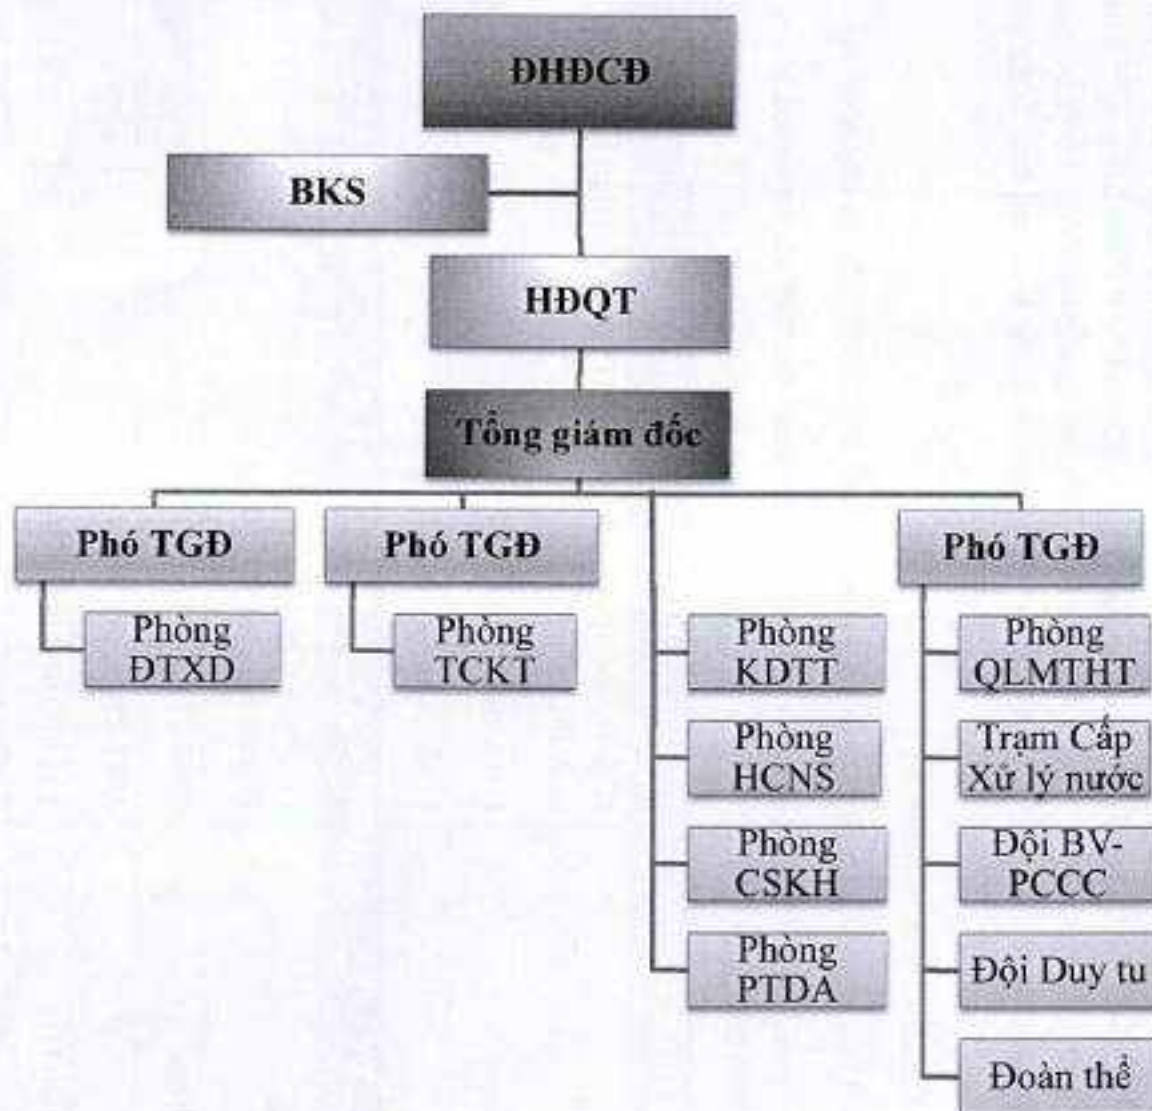 ĐHĐCĐ
BKS
HĐQT
Tổng giám đốc
Phó TGĐ
Phòng
ĐTXD
Phó TGĐ
Phòng
TCKT
Phòng
KDTT
Phòng
HCNS
Phòng
CSKH
Phòng
PTDA
Phó TGĐ
Phòng
QLMTHT
Trạm Cấp
Xử lý nước
Đội BV-
PCCC
Đội Duy tu
Đoàn thể